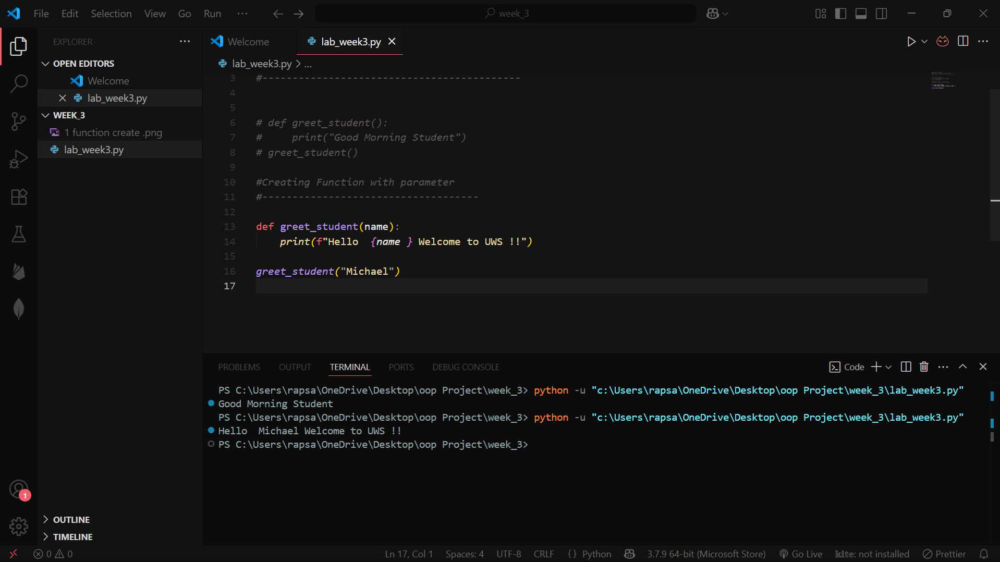 File Edit Selection View Go Run ··· week_3
EXPLORER
OPEN EDITORS
Welcome
lab_week3.py
WEEK_3
1 function create .png
lab_week3.py
OUTLINE
TIMELINE
Welcome lab_week3.py
lab_week3.py > ...
3 #-------------------------------------------
4
5
6 # def greet_student():
7 #     print("Good Morning Student")
8 # greet_student()
9
10 #Creating Function with parameter
11 #------------------------------------
12
13 def greet_student(name):
14     print(f"Hello  {name } Welcome to UWS !!")
15
16 greet_student("Michael")
17
PROBLEMS OUTPUT TERMINAL PORTS DEBUG CONSOLE Code
PS C:\Users\rapsa\OneDrive\Desktop\oop Project\week_3> python -u "c:\Users\rapsa\OneDrive\Desktop\oop Project\week_3\lab_week3.py"
Good Morning Student
PS C:\Users\rapsa\OneDrive\Desktop\oop Project\week_3> python -u "c:\Users\rapsa\OneDrive\Desktop\oop Project\week_3\lab_week3.py"
Hello  Michael Welcome to UWS !!
PS C:\Users\rapsa\OneDrive\Desktop\oop Project\week_3>
1
0 0 Ln 17, Col 1 Spaces: 4 UTF-8 CRLF {} Python 3.7.9 64-bit (Microsoft Store) Go Live kite: not installed Prettier